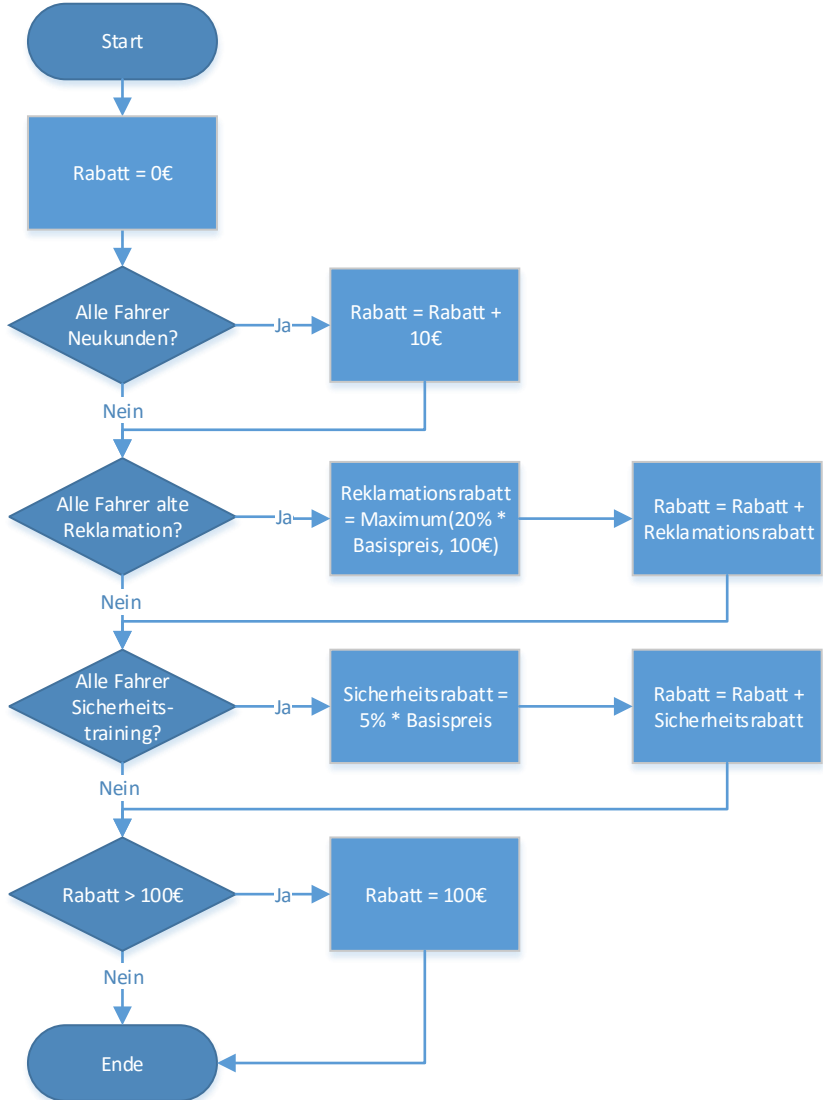 Start
Rabatt = 0€
Alle Fahrer
Neukunden?
Ja
Rabatt = Rabatt +
10€
Nein
Alle Fahrer alte
Reklamation?
Ja
Reklamationsrabatt
= Maximum(20% *
Basispreis, 100€)
Rabatt = Rabatt +
Reklamationsrabatt
Nein
Alle Fahrer
Sicherheits-
training?
Ja
Sicherheitsrabatt =
5% * Basispreis
Rabatt = Rabatt +
Sicherheitsrabatt
Nein
Rabatt > 100€
Ja
Rabatt = 100€
Nein
Ende